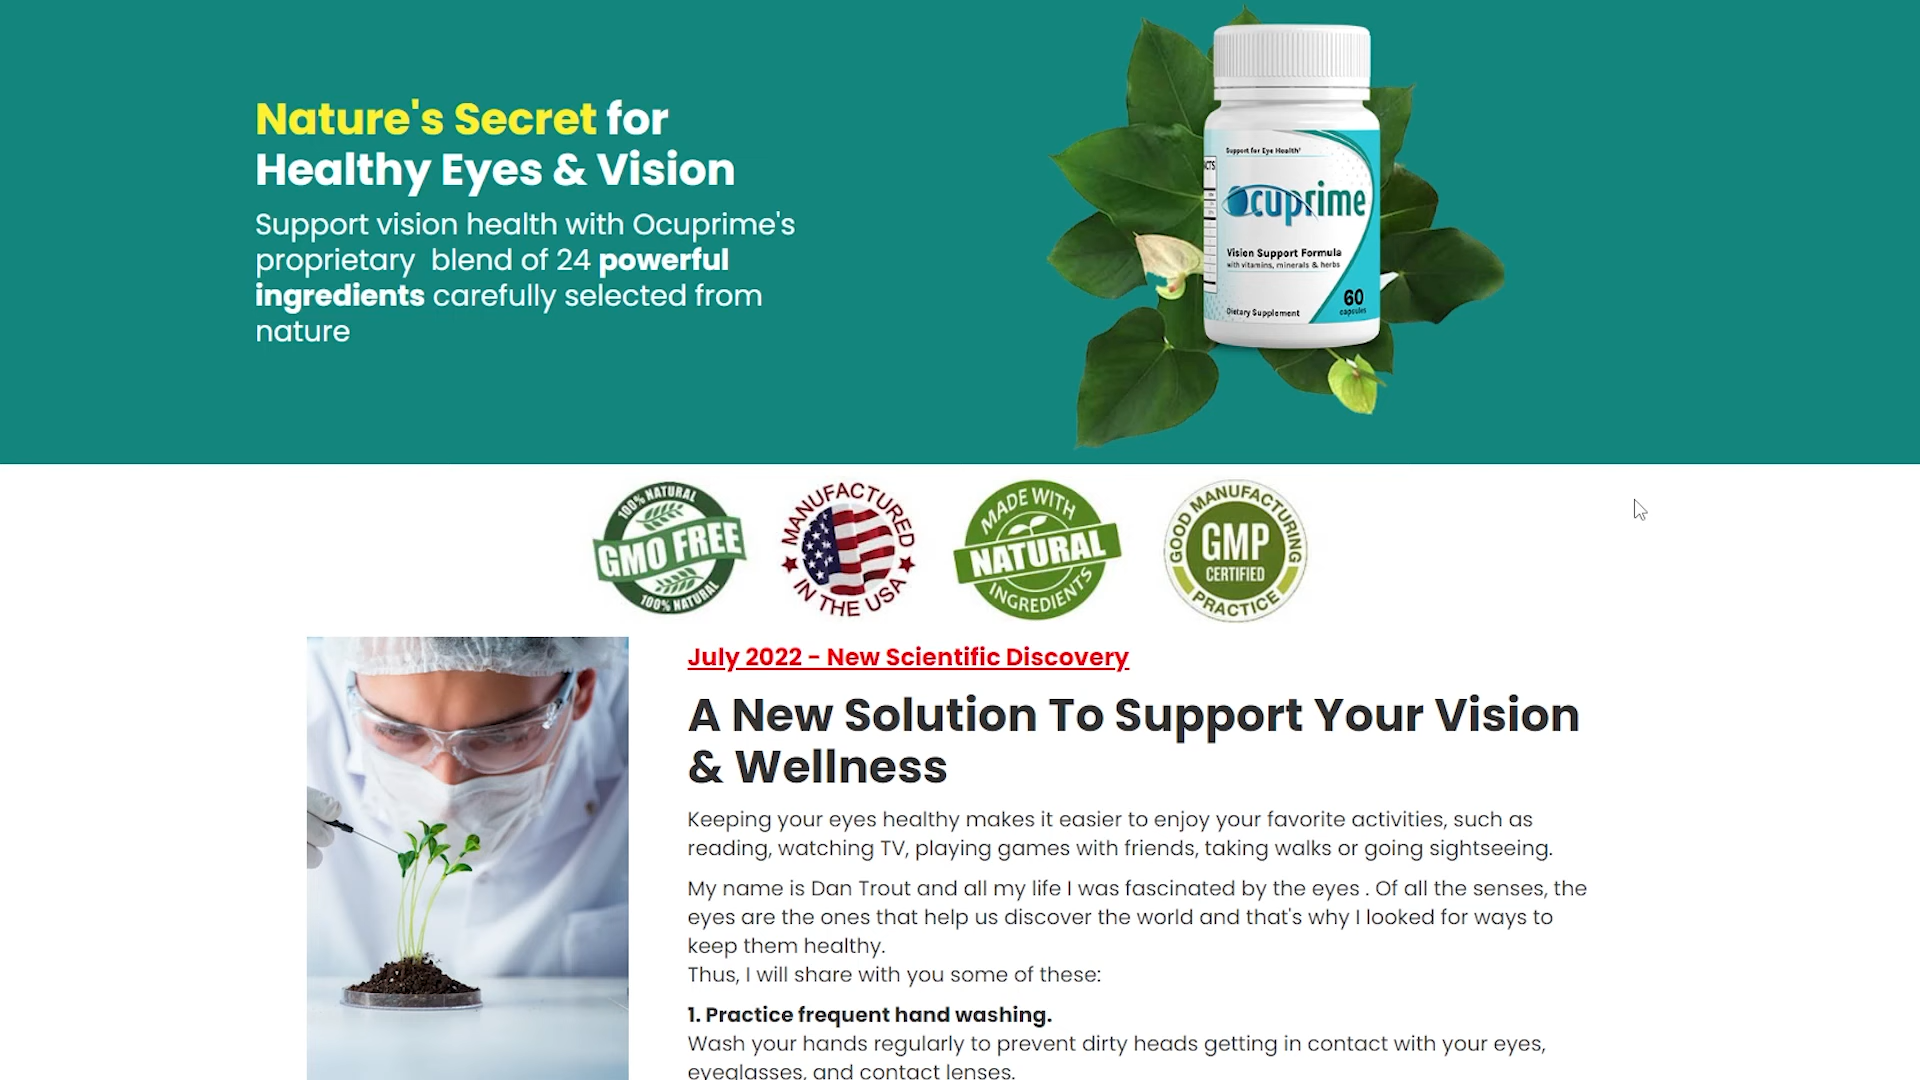 Nature's Secret for
Healthy Eyes & Vision
Support vision health with Ocuprime's
proprietary blend of 24 powerful
ingredients carefully selected from
nature
Support for Eye Health¹
CTS
Ocuprime
Vision Support Formula
with vitamins, minerals & herbs
60
capsules
Dietary Supplement
100% NATURAL
GMO FREE
100% NATURAL
MANUFACTURED
IN THE USA
MADE WITH
NATURAL
INGREDIENTS
GOOD MANUFACTURING
GMP
CERTIFIED
PRACTICE
July 2022 - New Scientific Discovery
A New Solution To Support Your Vision
& Wellness
Keeping your eyes healthy makes it easier to enjoy your favorite activities, such as
reading, watching TV, playing games with friends, taking walks or going sightseeing.
My name is Dan Trout and all my life I was fascinated by the eyes . Of all the senses, the
eyes are the ones that help us discover the world and that's why I looked for ways to
keep them healthy.
Thus, I will share with you some of these:
1. Practice frequent hand washing.
Wash your hands regularly to prevent dirty heads getting in contact with your eyes,
eyeglasses, and contact lenses.